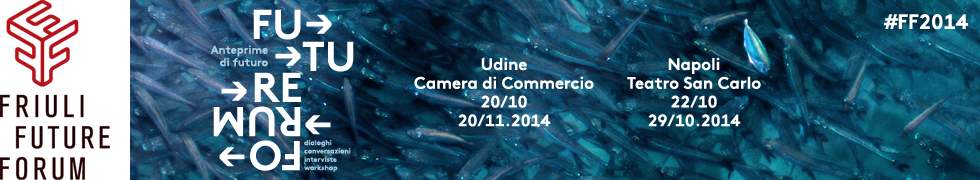 FRIULI
FUTURE
FORUM
FU→
Anteprime
di futuro
→TU
→RE
RUM←
←FO
dialoghi
conversazioni
interviste
workshop
Udine
Camera di Commercio
20/10
20/11.2014
Napoli
Teatro San Carlo
22/10
29/10.2014
#FF2014